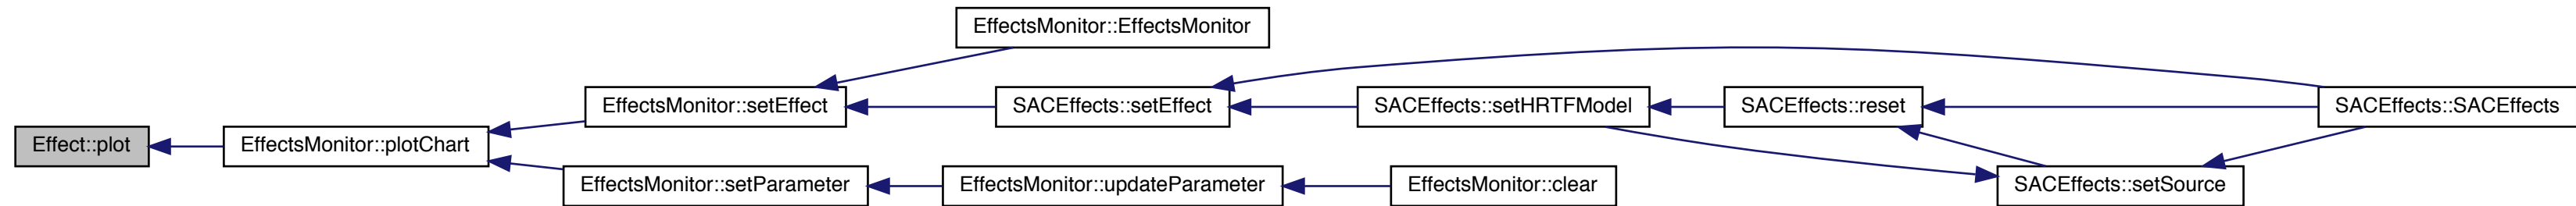 EffectsMonitor::EffectsMonitor
EffectsMonitor::setEffect
SACEffects::setEffect
SACEffects::setHRTFModel
SACEffects::reset
SACEffects::SACEffects
Effect::plot
EffectsMonitor::plotChart
EffectsMonitor::setParameter
EffectsMonitor::updateParameter
EffectsMonitor::clear
SACEffects::setSource